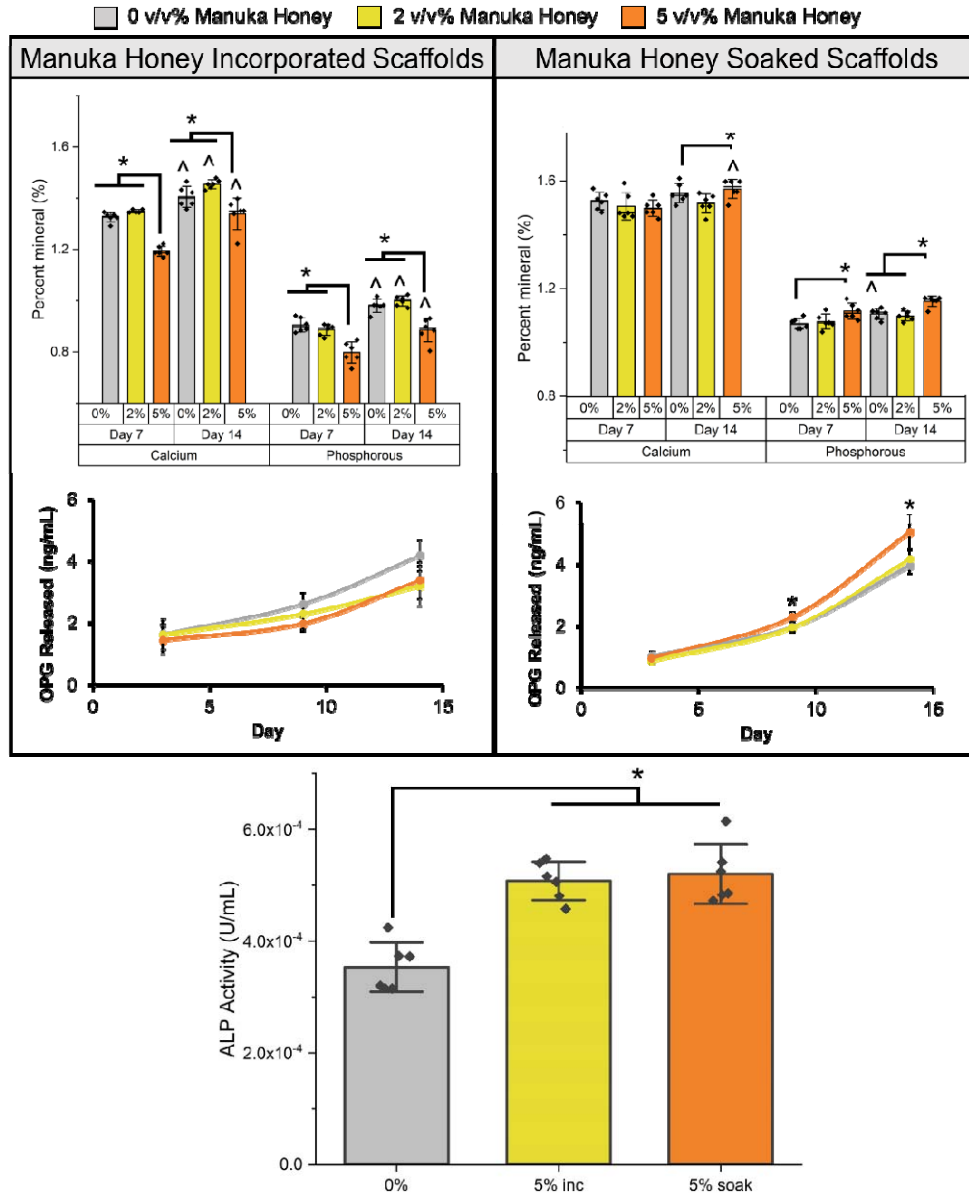 0 v/v% Manuka Honey 2 v/v% Manuka Honey 5 v/v% Manuka Honey
Manuka Honey Incorporated Scaffolds
Percent mineral (%)
1.6
1.2
0.8
* * * *
^ ^ ^ ^ ^ ^
0% 2% 5% 0% 2% 5% 0% 2% 5% 0% 2% 5%
Day 7 Day 14 Day 7 Day 14
Calcium Phosphorous
OPG Released (ng/mL)
6
4
2
0
0 5 10 15
Day
Manuka Honey Soaked Scaffolds
Percent mineral (%)
1.6
1.2
0.8
* * *
^ ^
0% 2% 5% 0% 2% 5% 0% 2% 5% 0% 2% 5%
Day 7 Day 14 Day 7 Day 14
Calcium Phosphorous
OPG Released (ng/mL)
6
4
2
0
* *
0 5 10 15
Day
ALP Activity (U/mL)
*
6.0x10⁻⁴
4.0x10⁻⁴
2.0x10⁻⁴
0.0
0% 5% inc 5% soak